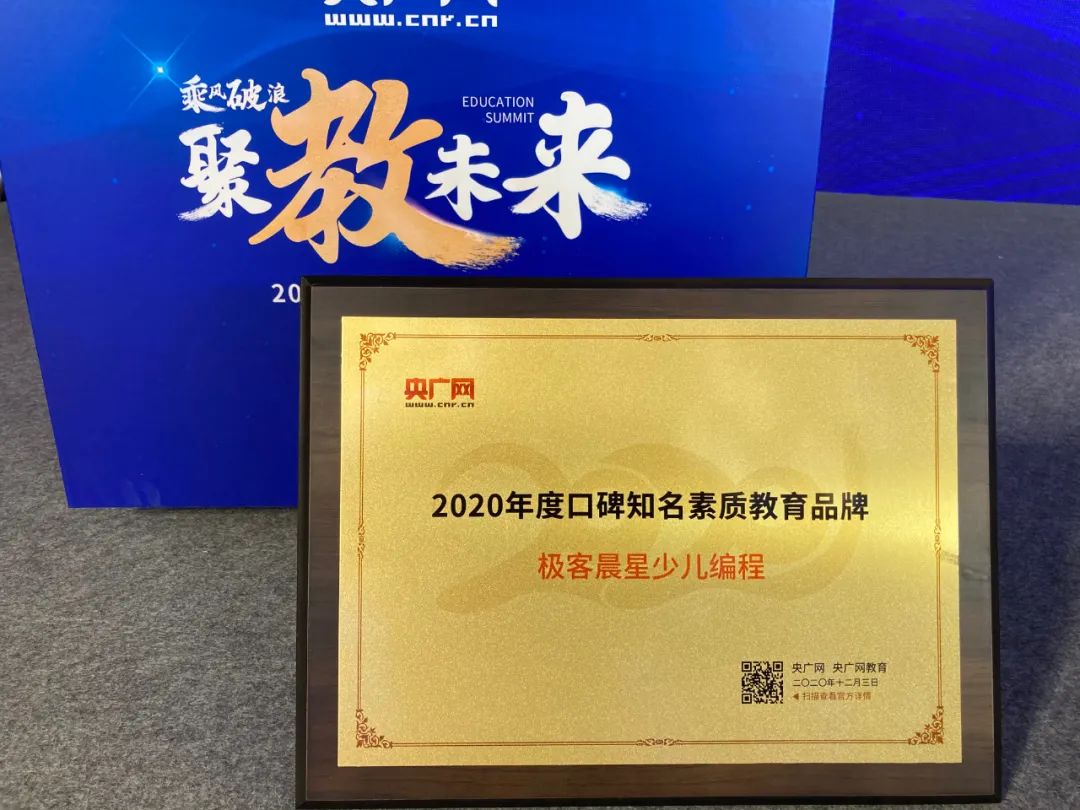 www.cnr.cn
乘风破浪
EDUCATION
SUMMIT
聚教未来
20
央广网
www.cnr.cn
2020年度口碑知名素质教育品牌
极客晨星少儿编程
央广网 央广网教育
二〇二〇年十二月三日
◀扫描查看官方详情